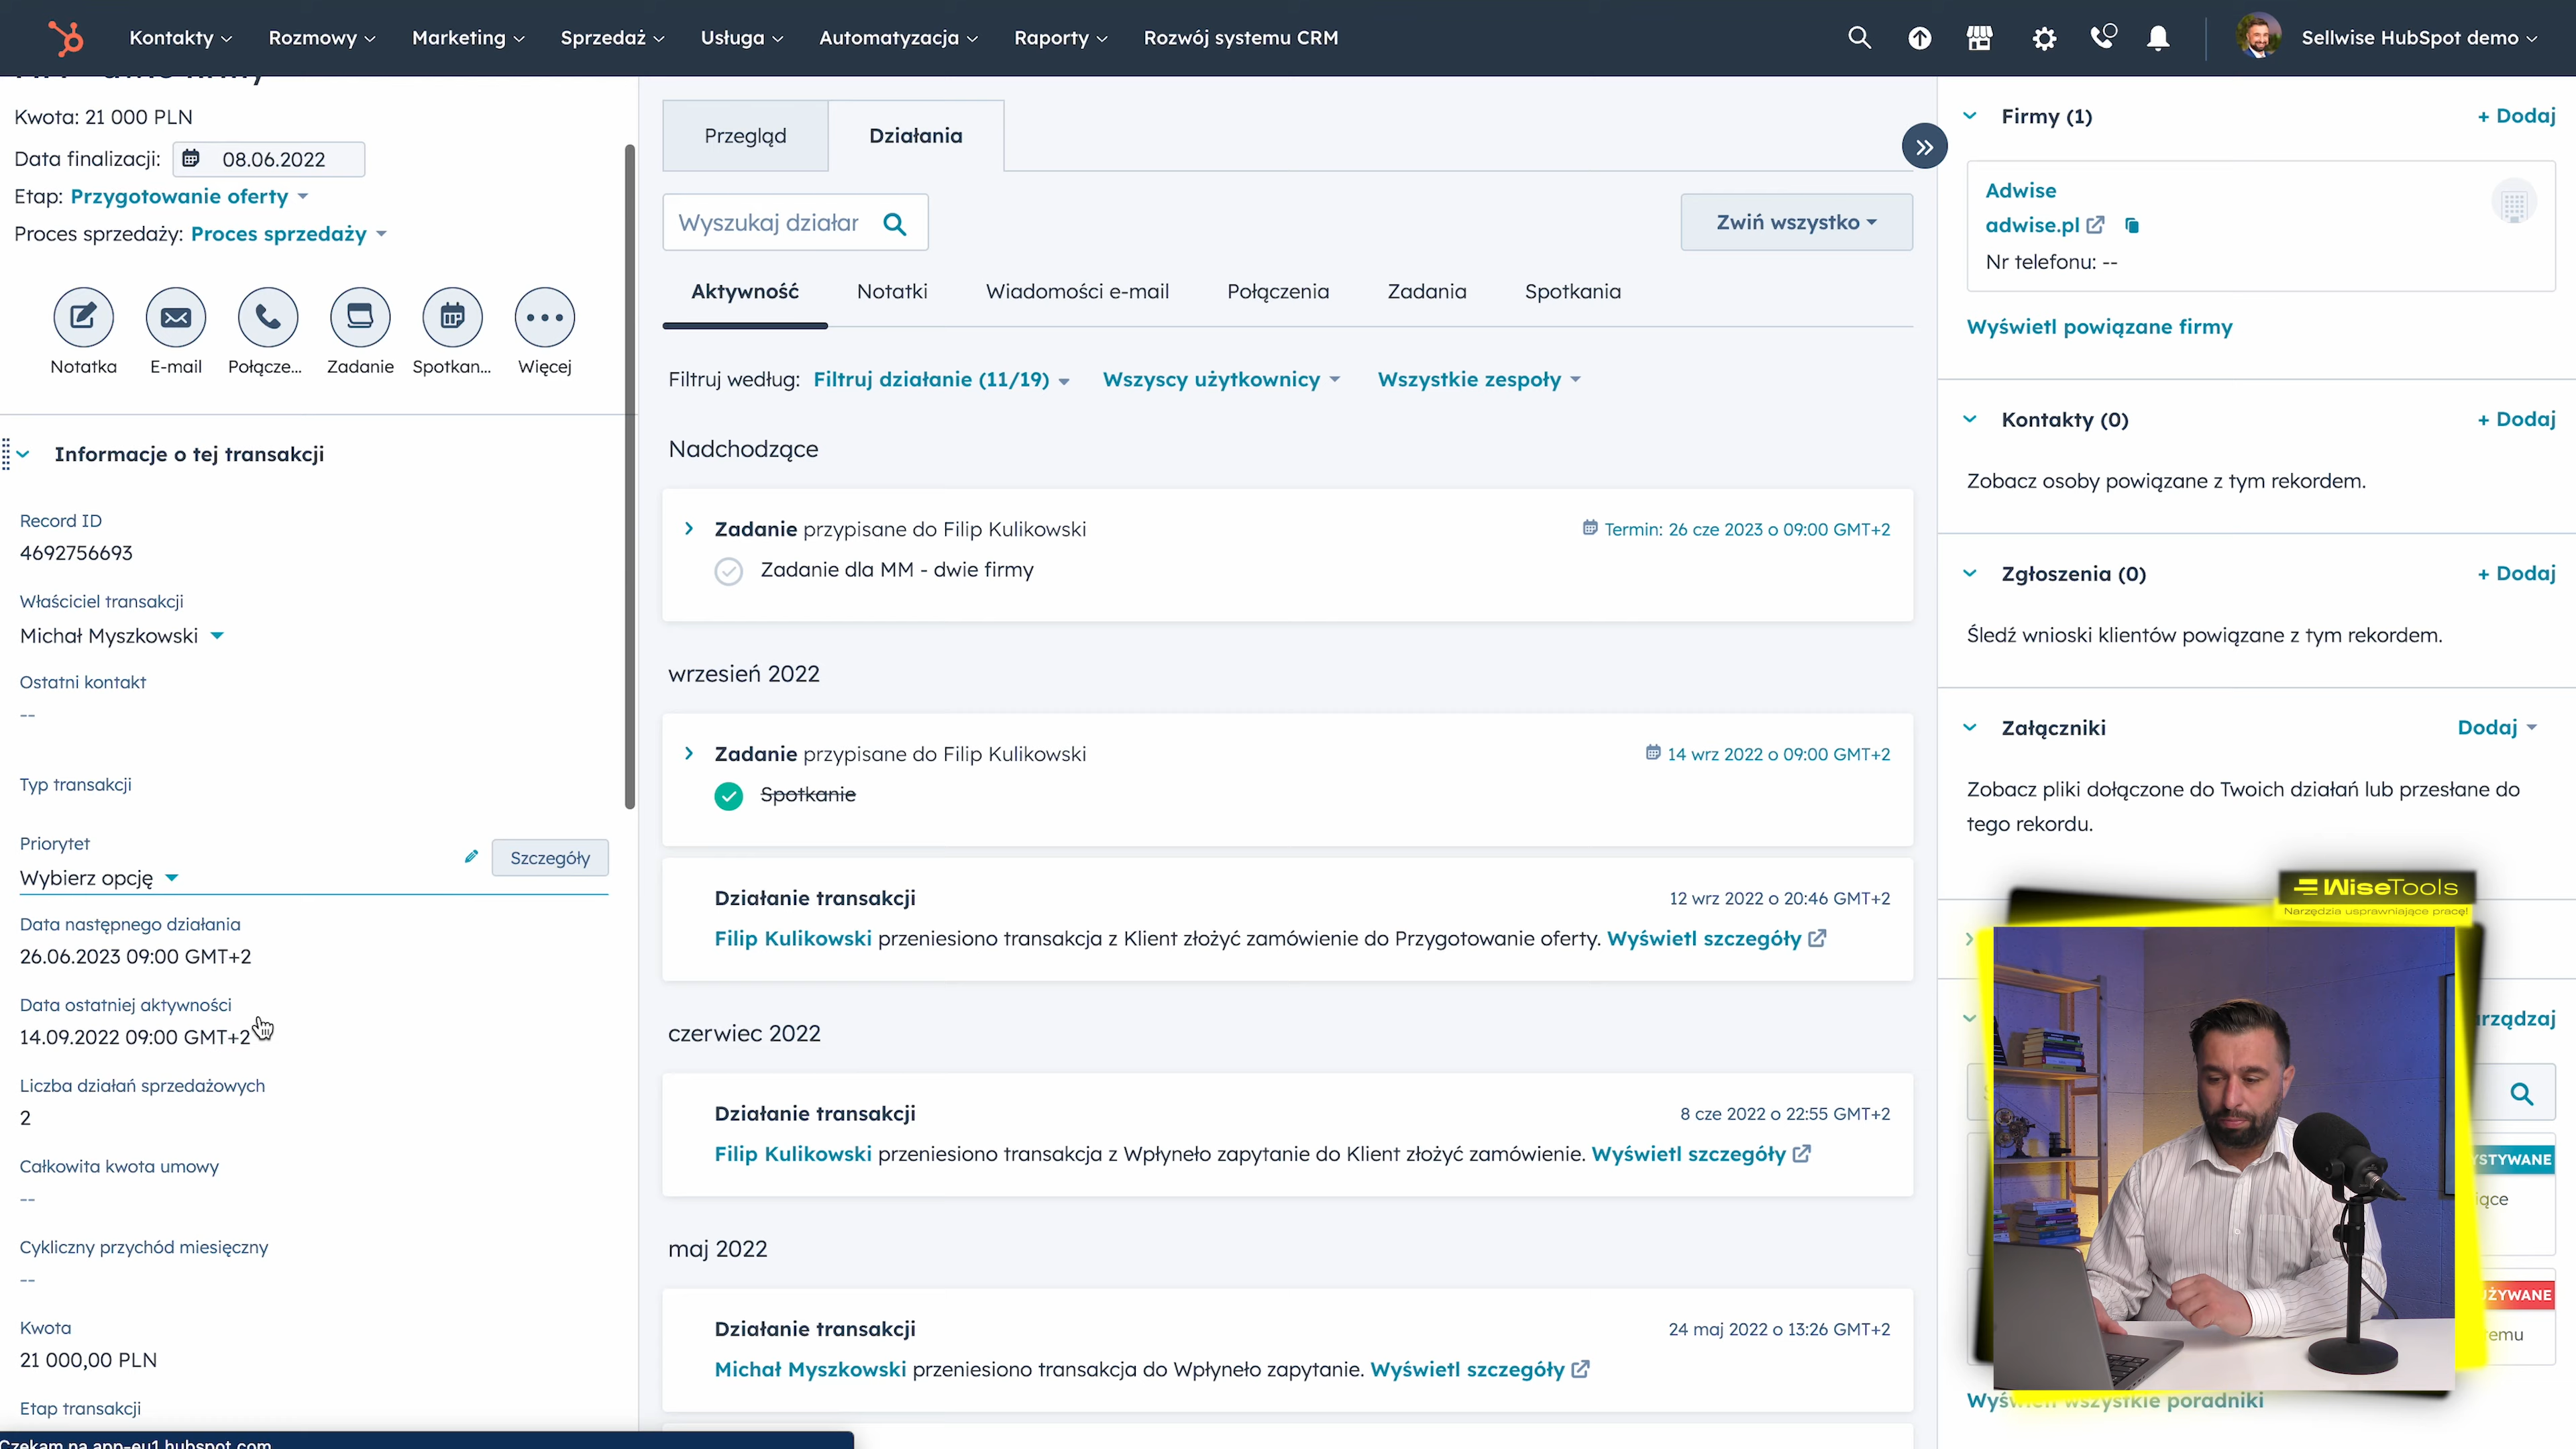 Kontakty
Rozmowy
Marketing
Sprzedaż
Usługa
Automatyzacja
Raporty
Rozwój systemu CRM
Sellwise HubSpot demo
Kwota: 21 000 PLN
Data finalizacji: 08.06.2022
Etap: Przygotowanie oferty
Proces sprzedaży: Proces sprzedaży
Notatka
E-mail
Połącze...
Zadanie
Spotkan...
Więcej
Informacje o tej transakcji
Record ID
4692756693
Właściciel transakcji
Michał Myszkowski
Ostatni kontakt
--
Typ transakcji
Priorytet
Wybierz opcję
Szczegóły
Data następnego działania
26.06.2023 09:00 GMT+2
Data ostatniej aktywności
14.09.2022 09:00 GMT+2
Liczba działań sprzedażowych
2
Całkowita kwota umowy
--
Cykliczny przychód miesięczny
--
Kwota
21 000,00 PLN
Etap transakcji
Czekam na app-eu1.hubspot.com
Przegląd
Działania
Wyszukaj działar
Zwiń wszystko
Aktywność
Notatki
Wiadomości e-mail
Połączenia
Zadania
Spotkania
Filtruj według: Filtruj działanie (11/19) Wszyscy użytkownicy Wszystkie zespoły
Nadchodzące
Zadanie przypisane do Filip Kulikowski
Termin: 26 cze 2023 o 09:00 GMT+2
Zadanie dla MM - dwie firmy
wrzesień 2022
Zadanie przypisane do Filip Kulikowski
14 wrz 2022 o 09:00 GMT+2
Spotkanie
Działanie transakcji
12 wrz 2022 o 20:46 GMT+2
Filip Kulikowski przeniesiono transakcja z Klient złożyć zamówienie do Przygotowanie oferty. Wyświetl szczegóły
czerwiec 2022
Działanie transakcji
8 cze 2022 o 22:55 GMT+2
Filip Kulikowski przeniesiono transakcja z Wpłyneło zapytanie do Klient złożyć zamówienie. Wyświetl szczegóły
maj 2022
Działanie transakcji
24 maj 2022 o 13:26 GMT+2
Michał Myszkowski przeniesiono transakcja do Wpłyneło zapytanie. Wyświetl szczegóły
Firmy (1)
+ Dodaj
Adwise
adwise.pl
Nr telefonu: --
Wyświetl powiązane firmy
Kontakty (0)
+ Dodaj
Zobacz osoby powiązane z tym rekordem.
Zgłoszenia (0)
+ Dodaj
Śledź wnioski klientów powiązane z tym rekordem.
Załączniki
Dodaj
Zobacz pliki dołączone do Twoich działań lub przesłane do
tego rekordu.
WiseTools
Narzędzia usprawniające pracę!
rządzaj
YSTYWANE
iące
UŻYWANE
emu
wszystkie poradniki